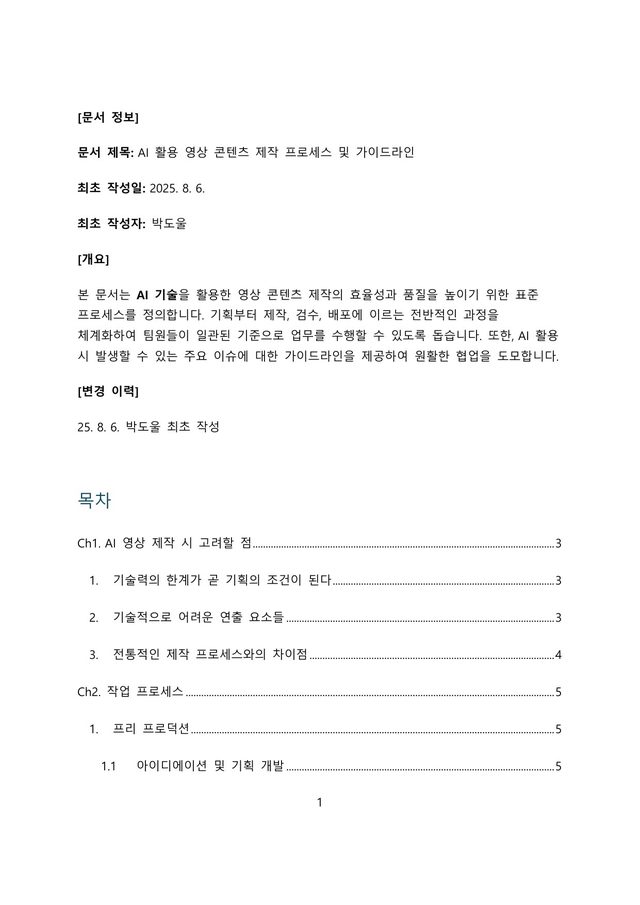 [문서 정보]
문서 제목: AI 활용 영상 콘텐츠 제작 프로세스 및 가이드라인
최초 작성일: 2025. 8. 6.
최초 작성자: 박도울
[개요]
본 문서는 AI 기술을 활용한 영상 콘텐츠 제작의 효율성과 품질을 높이기 위한 표준
프로세스를 정의합니다. 기획부터 제작, 검수, 배포에 이르는 전반적인 과정을
체계화하여 팀원들이 일관된 기준으로 업무를 수행할 수 있도록 돕습니다. 또한, AI 활용
시 발생할 수 있는 주요 이슈에 대한 가이드라인을 제공하여 원활한 협업을 도모합니다.
[변경 이력]
25. 8. 6. 박도울 최초 작성
목차
Ch1. AI 영상 제작 시 고려할 점 3
1. 기술력의 한계가 곧 기획의 조건이 된다 3
2. 기술적으로 어려운 연출 요소들 3
3. 전통적인 제작 프로세스와의 차이점 4
Ch2. 작업 프로세스 5
1. 프리 프로덕션 5
1.1 아이디에이션 및 기획 개발 5
1